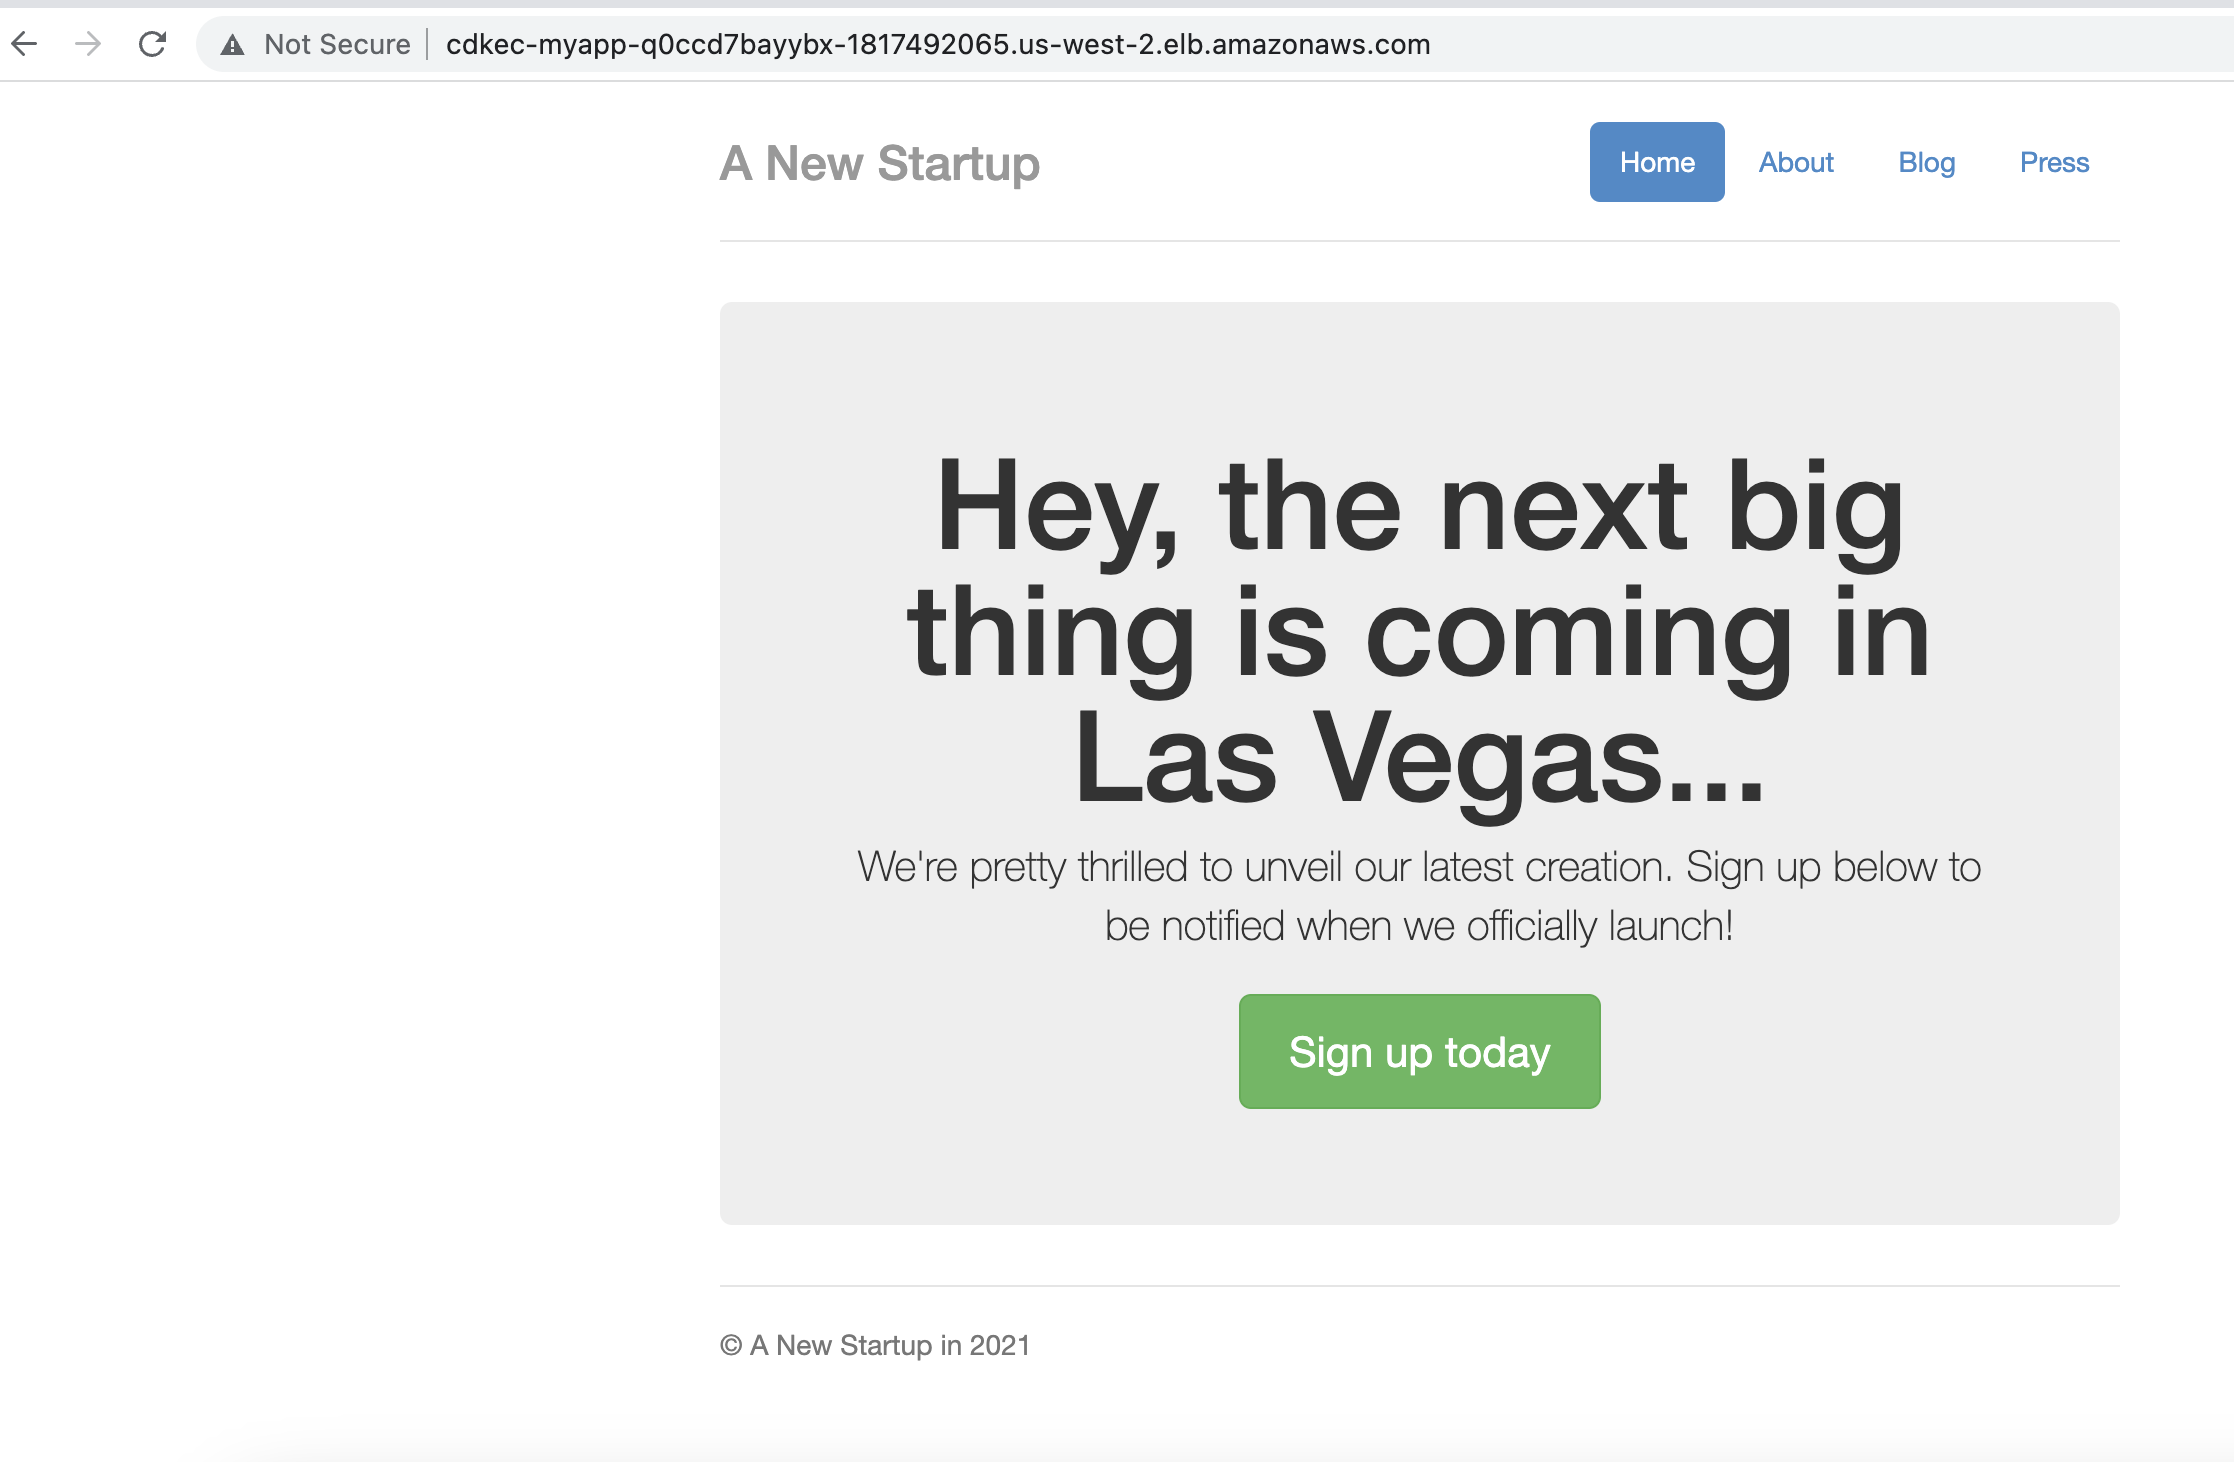 Not Secure cdkec-myapp-q0ccd7bayybx-1817492065.us-west-2.elb.amazonaws.com
A New Startup Home About Blog Press
Hey, the next big
thing is coming in
Las Vegas...
We're pretty thrilled to unveil our latest creation. Sign up below to
be notified when we officially launch!
Sign up today
© A New Startup in 2021